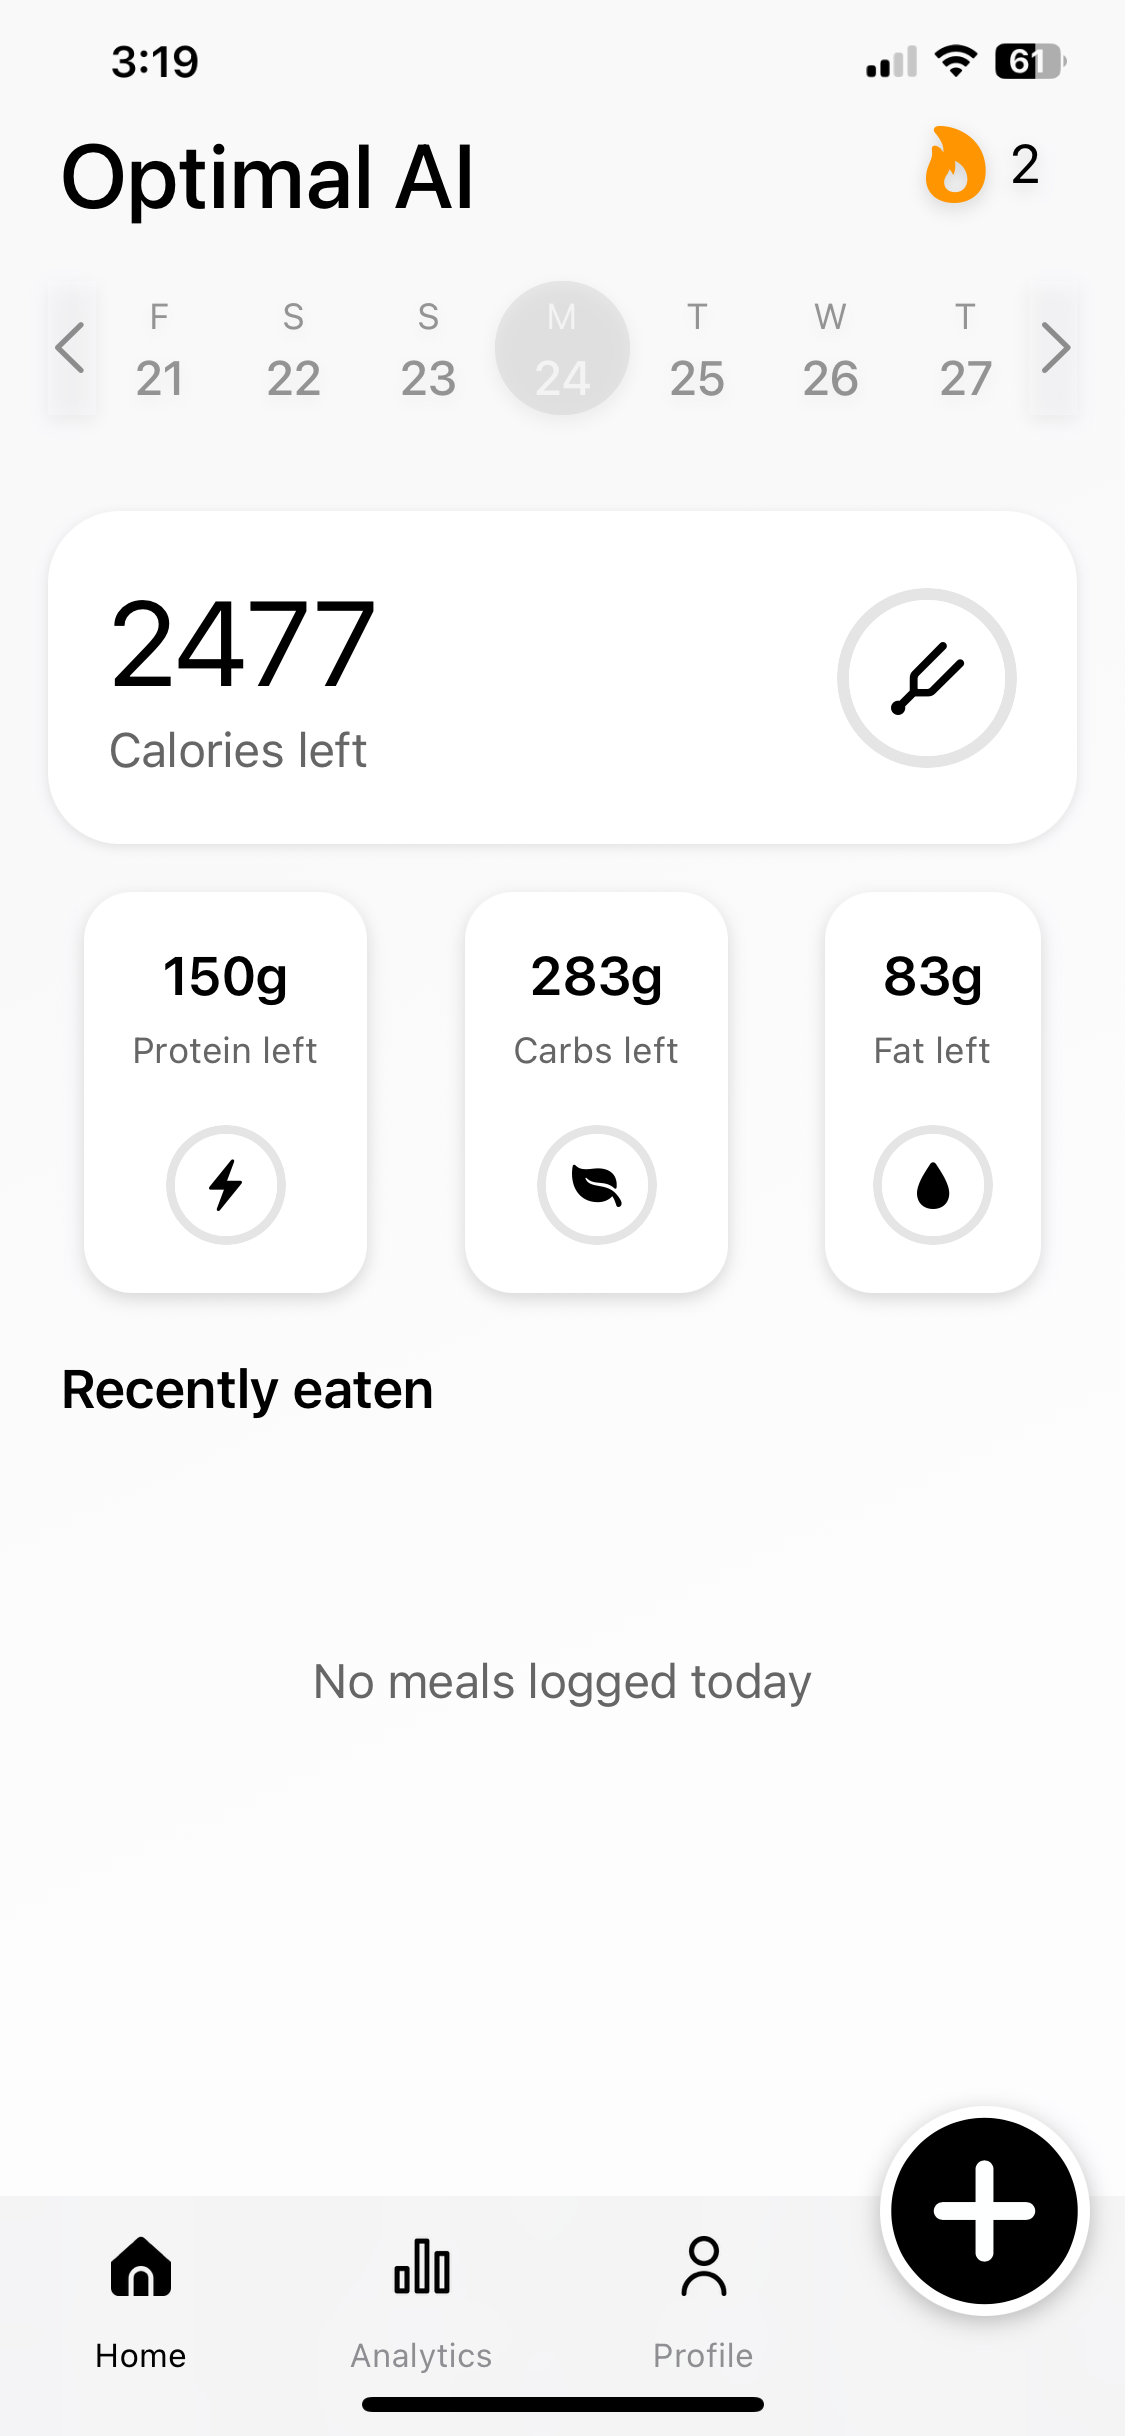 3:19
61
Optimal AI
2
F S S M T W T
21 22 23 24 25 26 27
2477
Calories left
150g 283g 83g
Protein left Carbs left Fat left
Recently eaten
No meals logged today
Home Analytics Profile